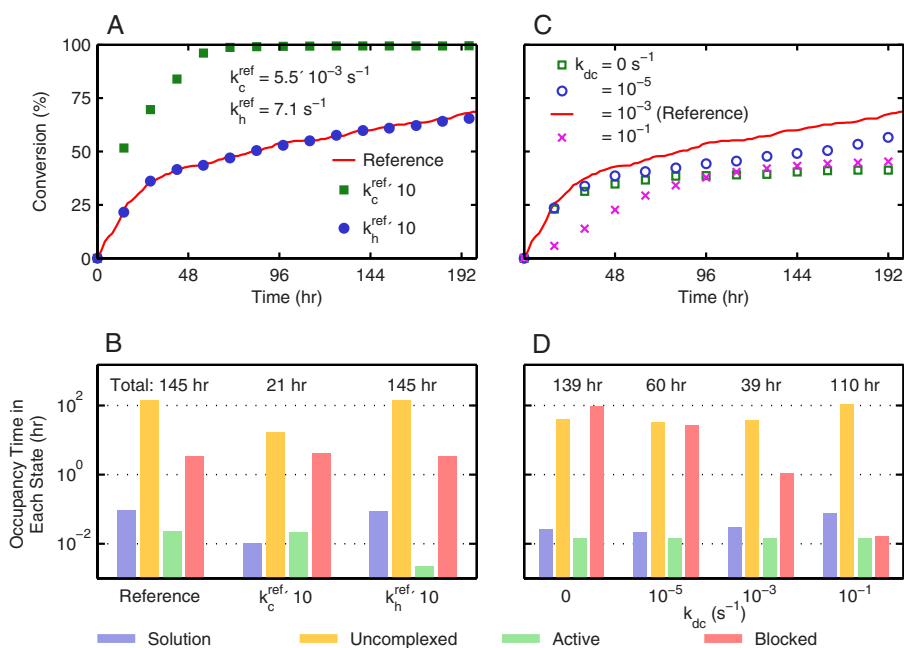 A
Conversion (%)
100
75
50
25
0
k_c^ref = 5.5´ 10^-3 s^-1
k_h^ref = 7.1 s^-1
Reference
k_c^ref´ 10
k_h^ref´ 10
0 48 96 144 192
Time (hr)
C
k_dc = 0 s^-1
= 10^-5
= 10^-3 (Reference)
= 10^-1
0 48 96 144 192
Time (hr)
B
Occupancy Time in
Each State (hr)
10^2
10^0
10^-2
Total: 145 hr 21 hr 145 hr
Reference k_c^ref´ 10 k_h^ref´ 10
D
139 hr 60 hr 39 hr 110 hr
0 10^-5 10^-3 10^-1
k_dc (s^-1)
Solution Uncomplexed Active Blocked